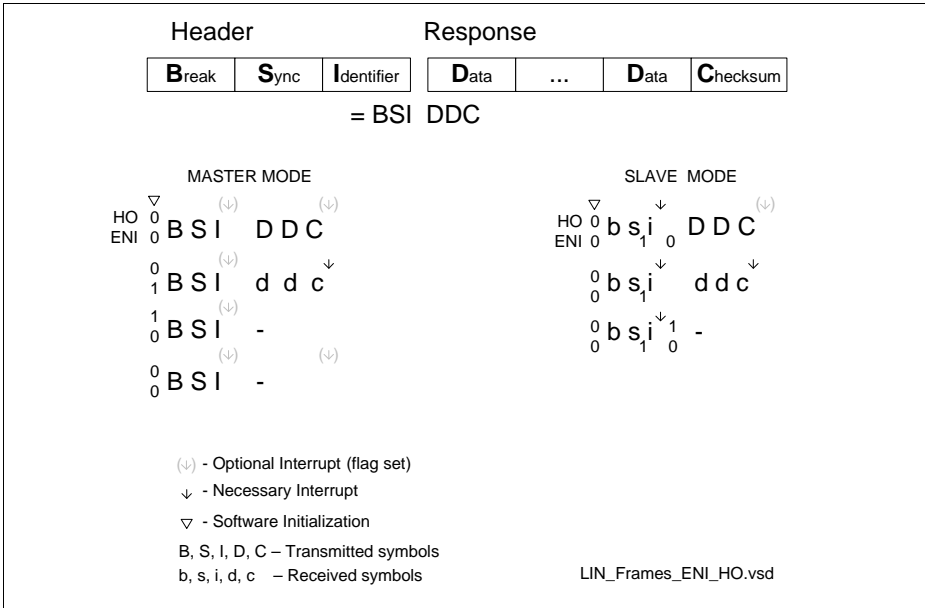 Header Response
Break Sync Identifier Data ... Data Checksum
= BSI DDC
MASTER MODE SLAVE MODE
HO 0 (↓) (↓)
ENI 0 B S I D D C
0 (↓)
1 B S I d d c ↓
1 (↓)
0 B S I -
0 (↓) (↓)
0 B S I -
HO 0 ↓ (↓)
ENI 0 b s 1 i 0 D D C
0 ↓ ↓
0 b s 1 i d d c
0 ↓ 1
0 b s 1 i 0 -
(↓) - Optional Interrupt (flag set)
↓ - Necessary Interrupt
▽ - Software Initialization
B, S, I, D, C – Transmitted symbols
b, s, i, d, c – Received symbols
LIN_Frames_ENI_HO.vsd